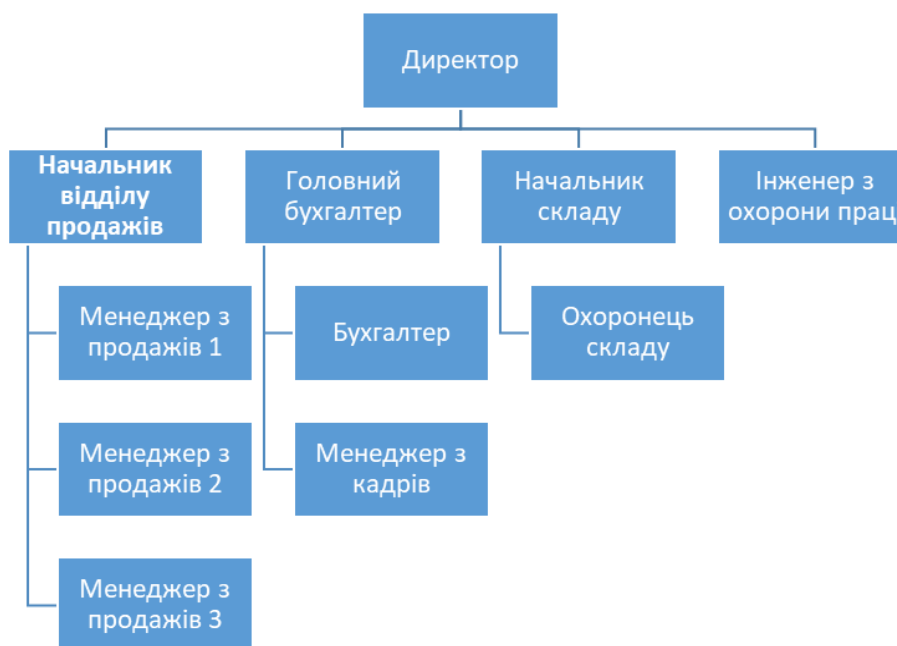 Директор
Начальник
відділу
продажів
Головний
бухгалтер
Начальник
складу
Інженер з
охорони прац
Менеджер з
продажів 1
Бухгалтер
Охоронець
складу
Менеджер з
продажів 2
Менеджер з
кадрів
Менеджер з
продажів 3